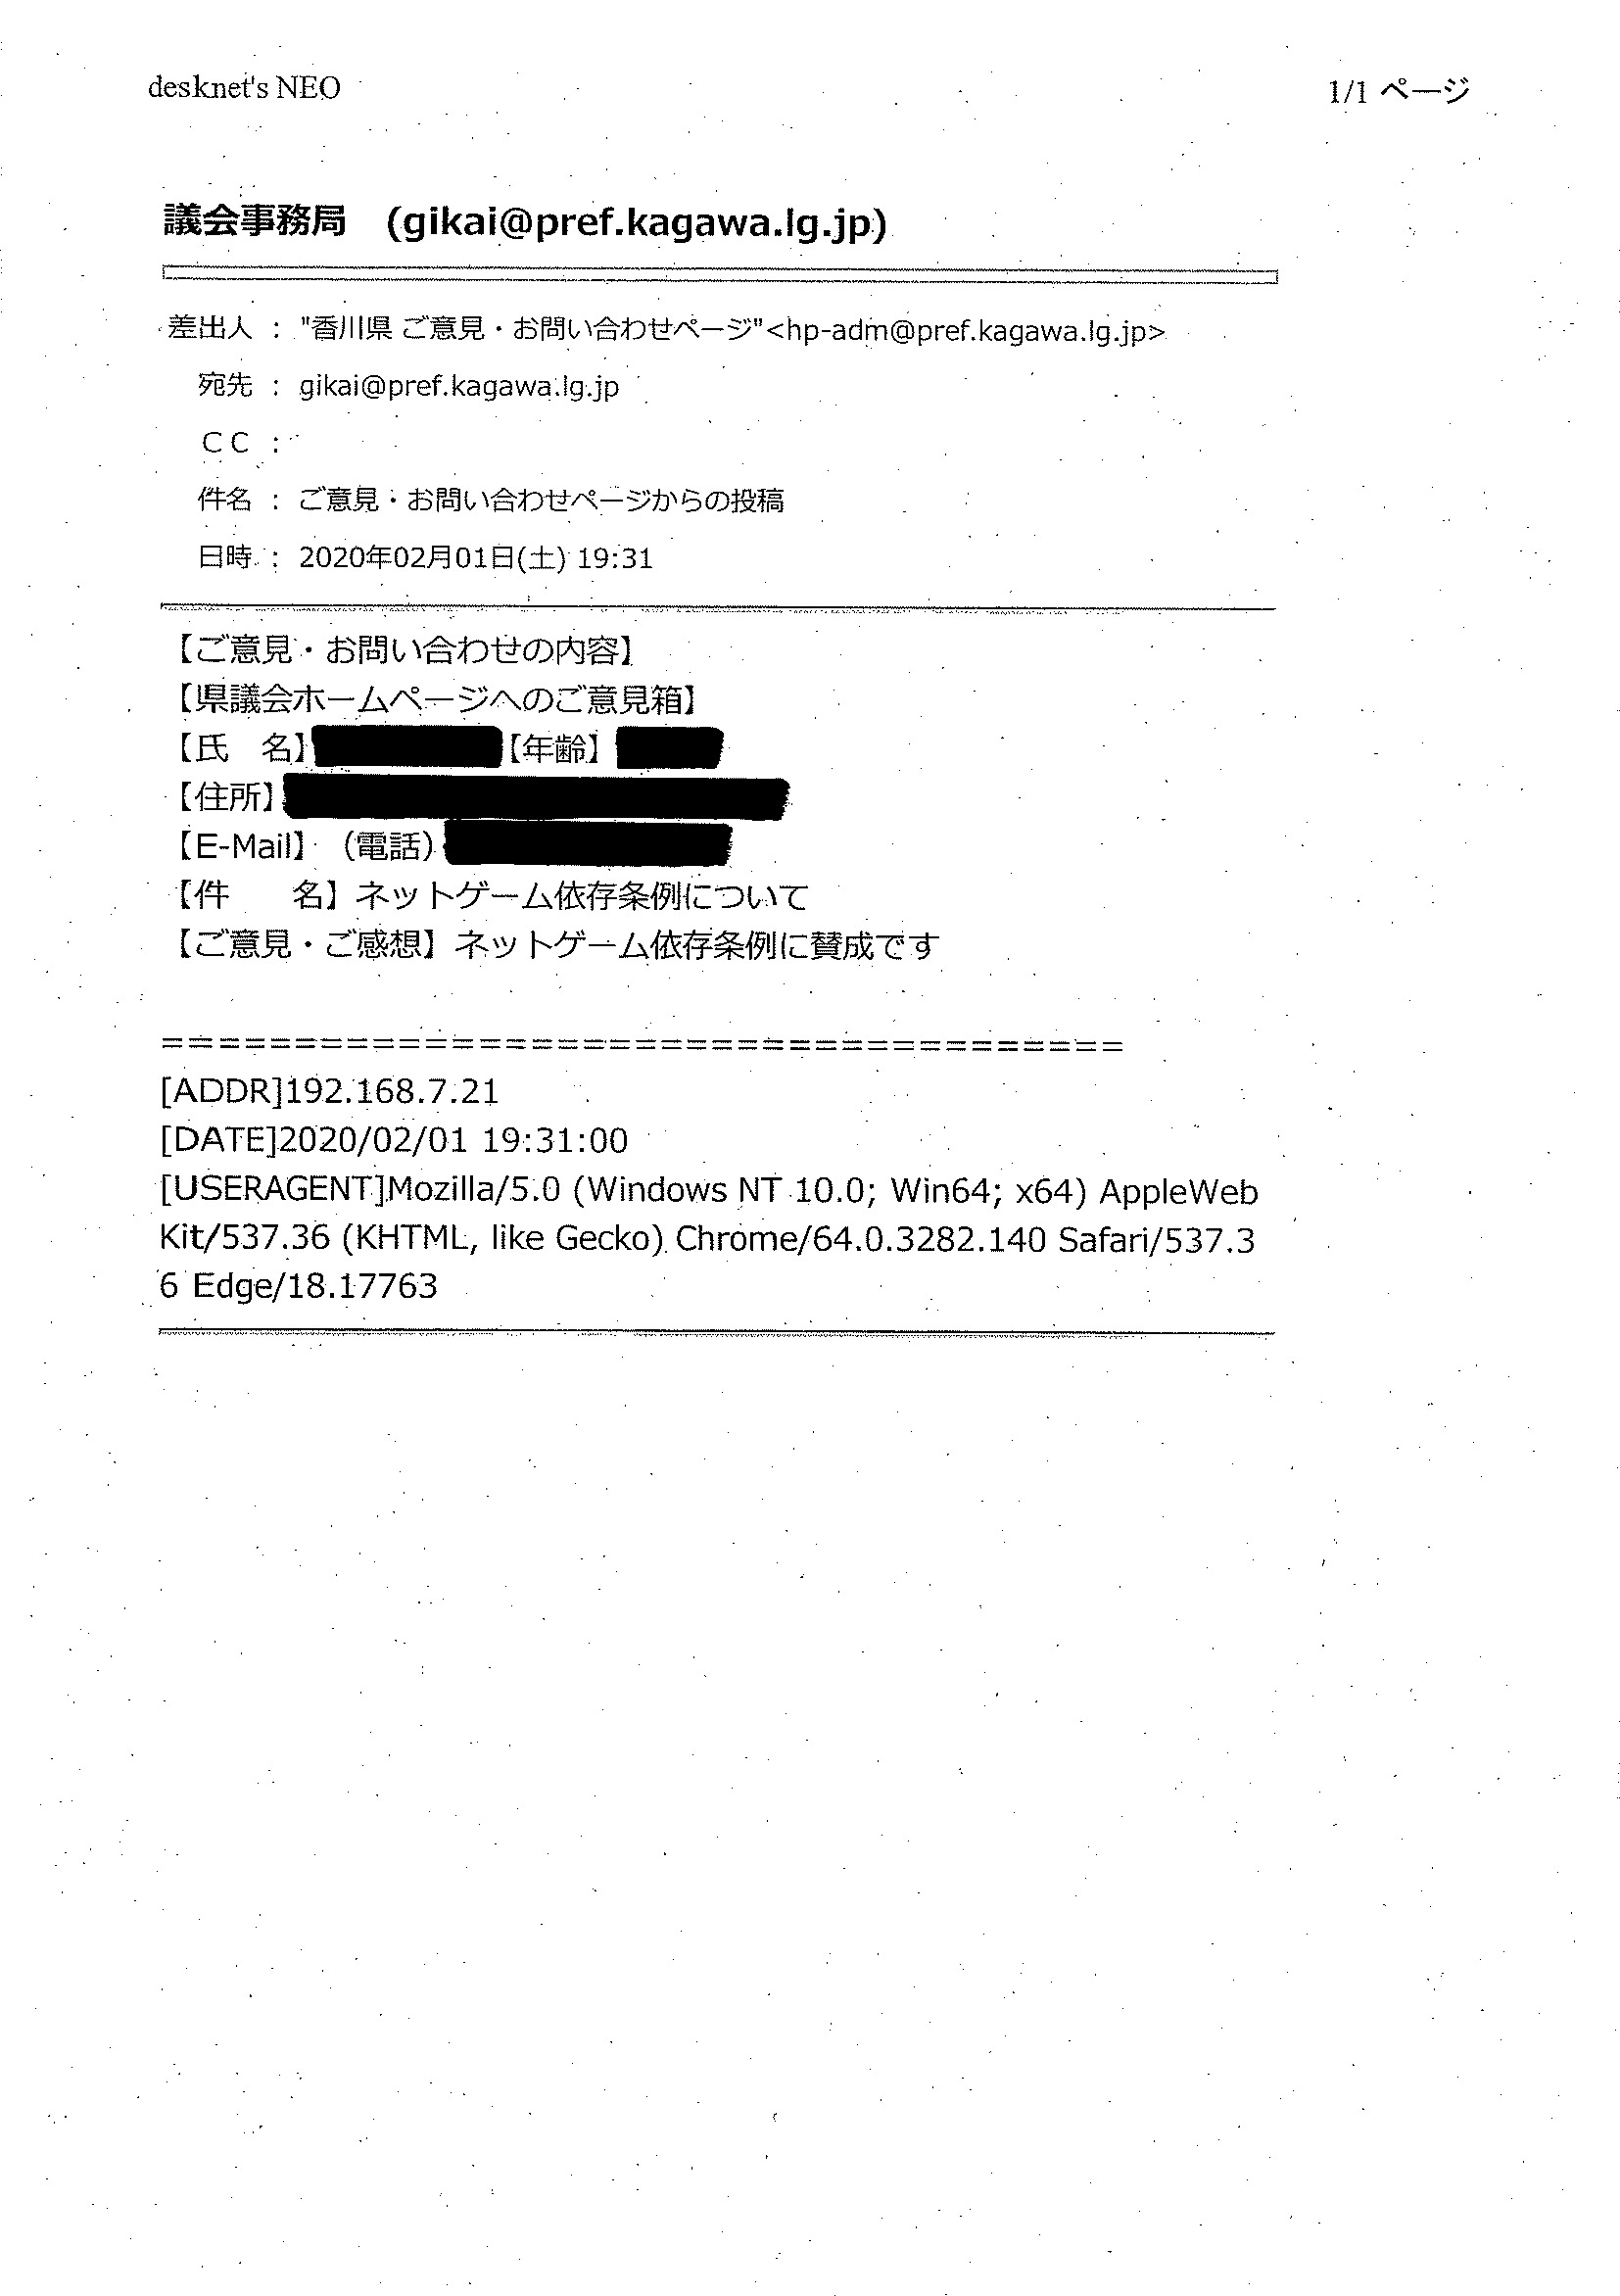 desknet's NEO
1/1 ページ
議会事務局　(gikai@pref.kagawa.lg.jp)
差出人 : "香川県 ご意見・お問い合わせページ"<hp-adm@pref.kagawa.lg.jp>
宛先 : gikai@pref.kagawa.lg.jp
ＣＣ :
件名 : ご意見・お問い合わせページからの投稿
日時 : 2020年02月01日(土) 19:31
【ご意見・お問い合わせの内容】
【県議会ホームページへのご意見箱】
【氏　名】【年齢】
【住所】
【E-Mail】（電話）
【件　　名】ネットゲーム依存条例について
【ご意見・ご感想】ネットゲーム依存条例に賛成です
=====================================
[ADDR]192.168.7.21
[DATE]2020/02/01 19:31:00
[USERAGENT]Mozilla/5.0 (Windows NT 10.0; Win64; x64) AppleWeb
Kit/537.36 (KHTML, like Gecko) Chrome/64.0.3282.140 Safari/537.3
6 Edge/18.17763